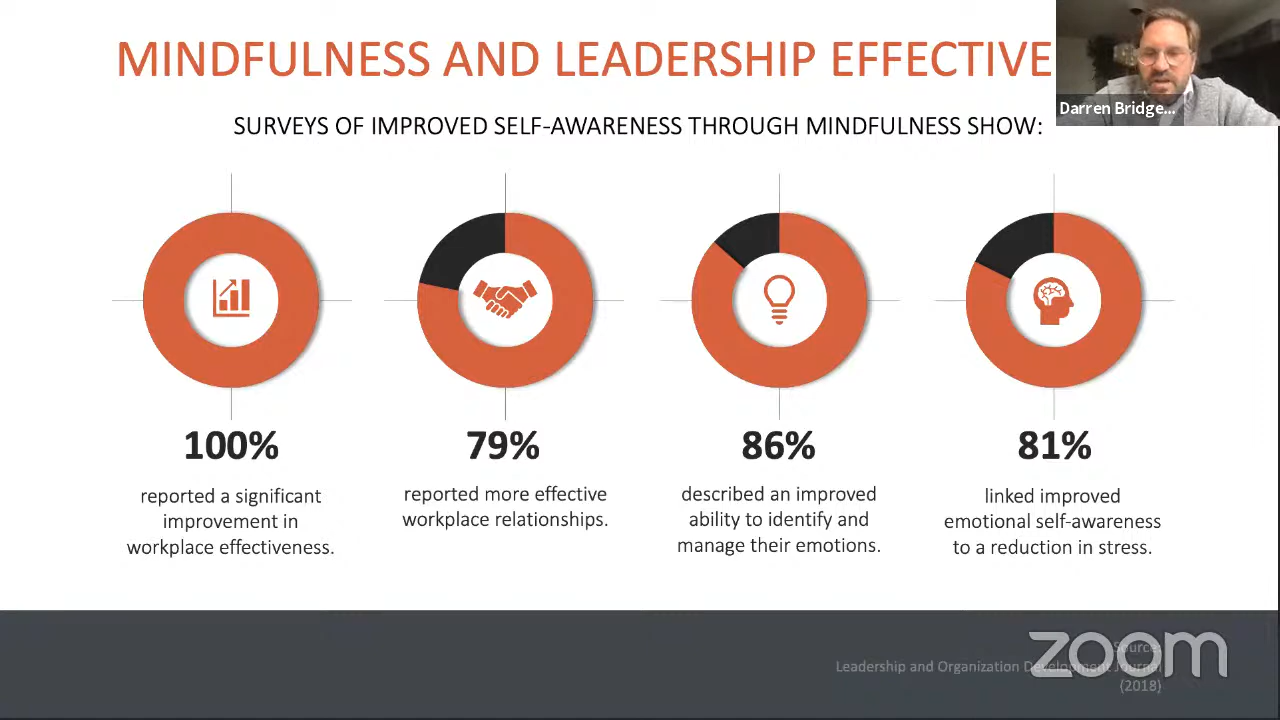 MINDFULNESS AND LEADERSHIP EFFECTIVE
Darren Bridge...
SURVEYS OF IMPROVED SELF-AWARENESS THROUGH MINDFULNESS SHOW:
100%
reported a significant
improvement in
workplace effectiveness.
79%
reported more effective
workplace relationships.
86%
described an improved
ability to identify and
manage their emotions.
81%
linked improved
emotional self-awareness
to a reduction in stress.
zoom
Source:
Leadership and Organization Development Journal
(2018)